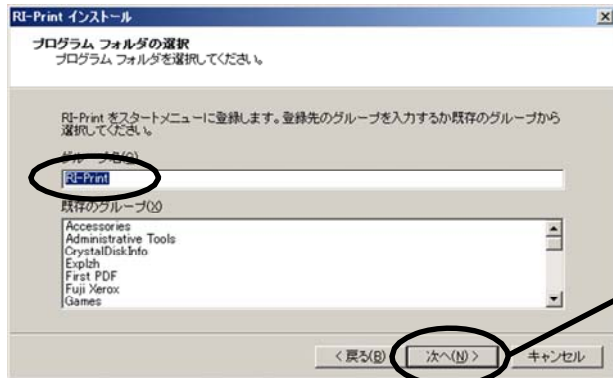 RI-Print インストール
プログラム フォルダの選択
プログラム フォルダを選択してください。
RI-Print をスタートメニューに登録します。登録先のグループを入力するか既存のグループから
選択してください。
グループ名(G)
RI-Print
既存のグループ(X)
Accessories
Administrative Tools
CrystalDiskInfo
Explzh
First PDF
Fuji Xerox
Games
< 戻る(B)
次へ(N) >
キャンセル